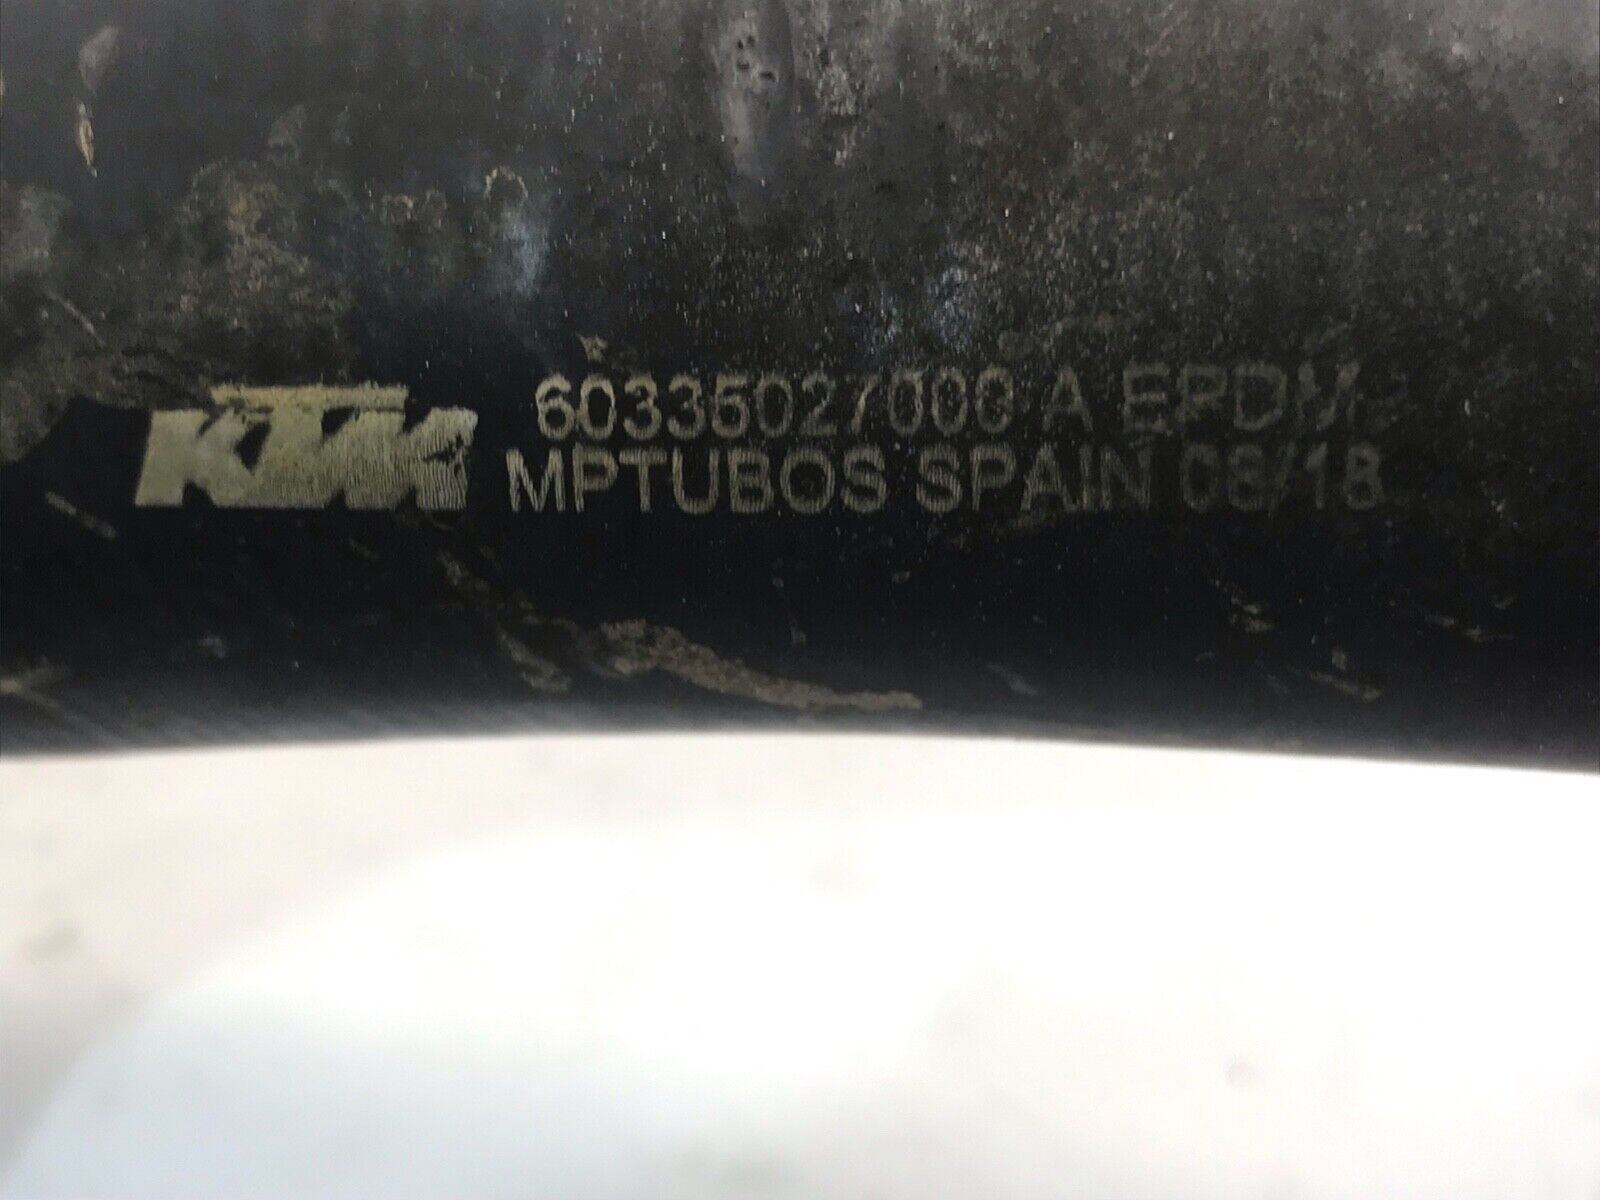 KTM 60335027000 A EPDM
MPTUBOS SPAIN 08/18